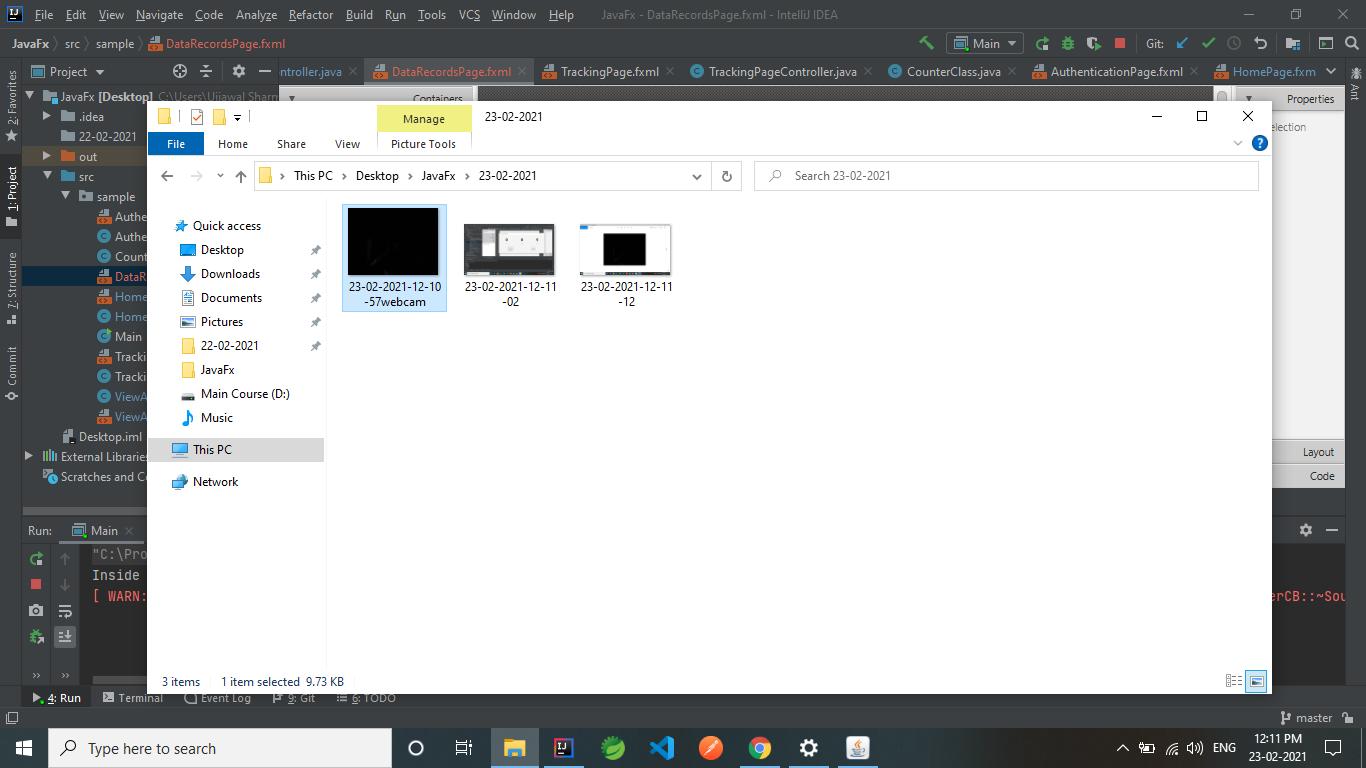 File Edit View Navigate Code Analyze Refactor Build Run Tools VCS Window Help JavaFx - DataRecordsPage.fxml - IntelliJ IDEA
JavaFx src sample DataRecordsPage.fxml Main Git:
Project ontroller.java DataRecordsPage.fxml TrackingPage.fxml TrackingPageController.java CounterClass.java AuthenticationPage.fxml HomePage.fxm
2: Favorites
1: Project
Z: Structure
Commit
Ant
JavaFx [Desktop] C:\Users\Ujjawal Sharm
.idea
22-02-2021
out
src
sample
Authe
Authe
Count
DataR
Home
Home
Main
Tracki
Tracki
ViewA
ViewA
Desktop.iml
External Libraries
Scratches and Co
Containers
Properties
election
Layout
Code
Manage 23-02-2021
File Home Share View Picture Tools
This PC Desktop JavaFx 23-02-2021 Search 23-02-2021
Quick access
Desktop
Downloads
Documents
Pictures
22-02-2021
JavaFx
Main Course (D:)
Music
This PC
Network
23-02-2021-12-10
-57webcam
23-02-2021-12-11
-02
23-02-2021-12-11
-12
3 items 1 item selected 9.73 KB
Run: Main
"C:\Pro
Inside
[ WARN: erCB::~Sou
4: Run Terminal Event Log 9: Git 6: TODO
master
Type here to search
ENG
12:11 PM
23-02-2021